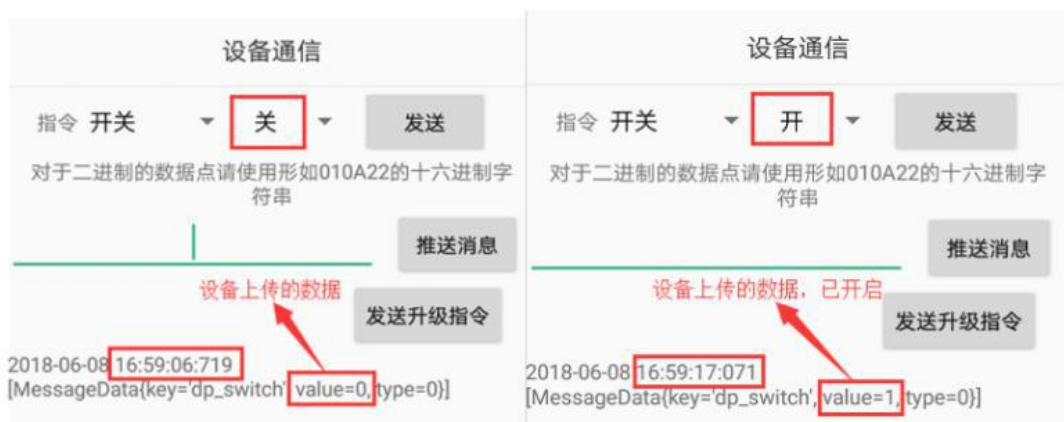 设备通信
指令 开关 关 发送
对于二进制的数据点请使用形如010A22的十六进制字
符串
推送消息
设备上传的数据
发送升级指令
2018-06-08 16:59:06:719
[MessageData{key='dp_switch' value=0, type=0}]
设备通信
指令 开关 开 发送
对于二进制的数据点请使用形如010A22的十六进制字
符串
推送消息
设备上传的数据，已开启
发送升级指令
2018-06-08 16:59:17:071
[MessageData{key='dp_switch', value=1, type=0}]